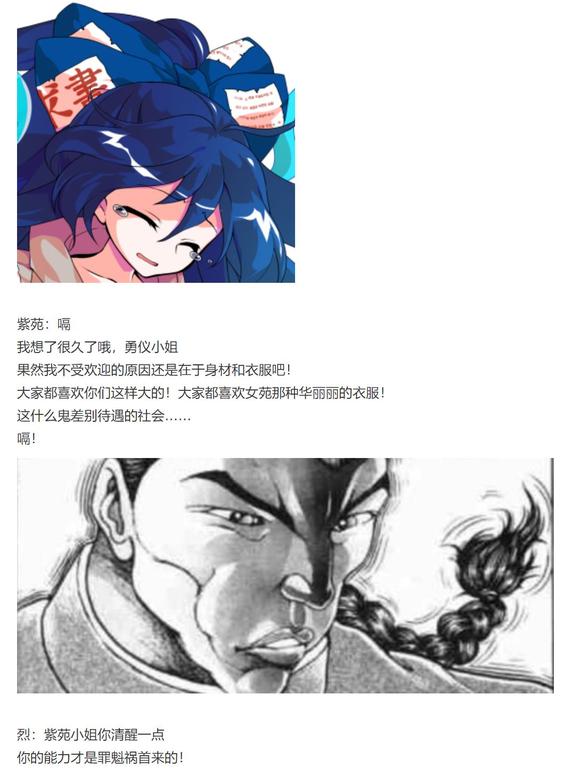 紫苑：嗝
我想了很久了哦，勇仪小姐
果然我不受欢迎的原因还是在于身材和衣服吧！
大家都喜欢你们这样大的！大家都喜欢女苑那种华丽丽的衣服！
这什么鬼差别待遇的社会……
嗝！
烈：紫苑小姐你清醒一点
你的能力才是罪魁祸首来的！